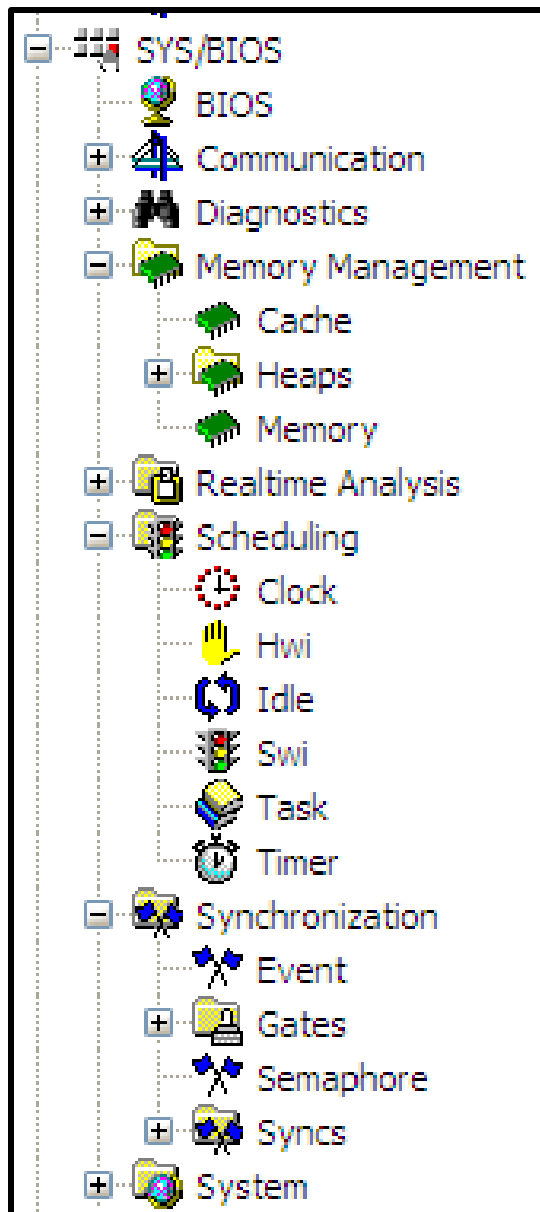 SYS/BIOS
BIOS
Communication
Diagnostics
Memory Management
Cache
Heaps
Memory
Realtime Analysis
Scheduling
Clock
Hwi
Idle
Swi
Task
Timer
Synchronization
Event
Gates
Semaphore
Syncs
System